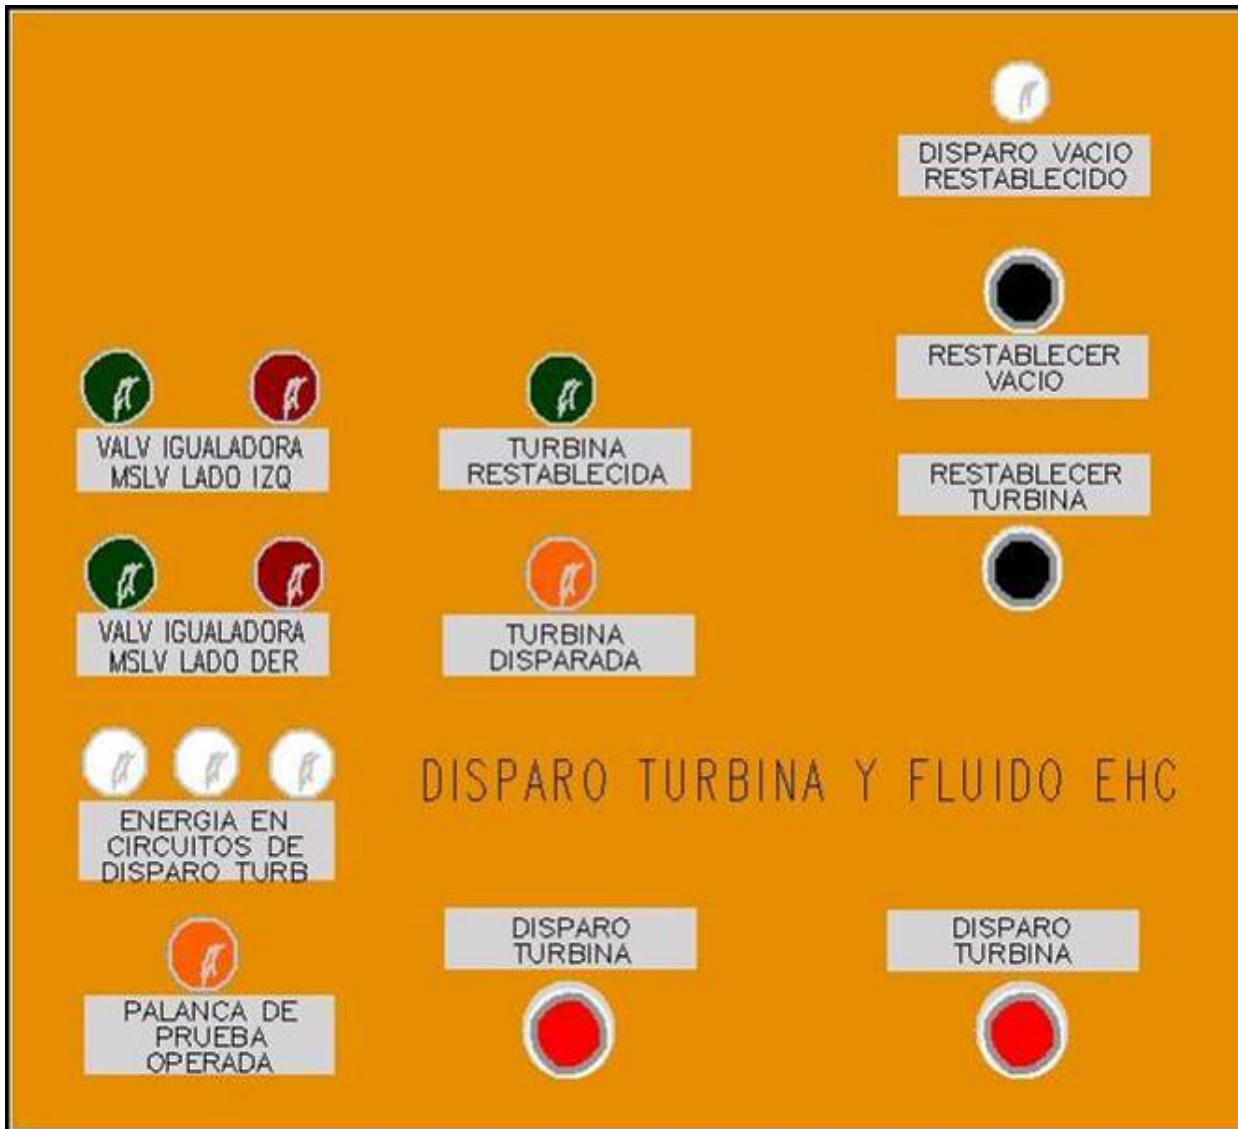 DISPARO VACIO
RESTABLECIDO
RESTABLECER
VACIO
VALV IGUALADORA
MSLV LADO IZQ
TURBINA
RESTABLECIDA
RESTABLECER
TURBINA
VALV IGUALADORA
MSLV LADO DER
TURBINA
DISPARADA
ENERGIA EN
CIRCUITOS DE
DISPARO TURB
DISPARO TURBINA Y FLUIDO EHC
PALANCA DE
PRUEBA
OPERADA
DISPARO
TURBINA
DISPARO
TURBINA